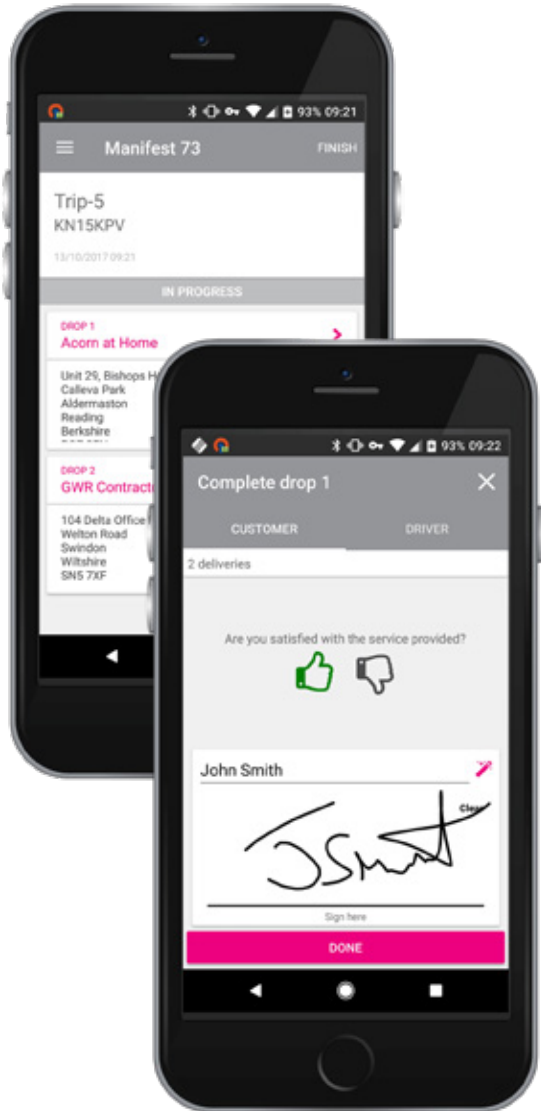 93% 09:21
Manifest 73
FINISH
Trip-5
KN15KPV
13/10/2017 09:21
IN PROGRESS
DROP 1
Acorn at Home
Unit 29, Bishops
Calleva Park
Aldermaston
Reading
Berkshire
DROP 2
GWR Contract
104 Delta Office
Welton Road
Swindon
Wiltshire
SN5 7XF
93% 09:22
Complete drop 1
CUSTOMER
DRIVER
2 deliveries
Are you satisfied with the service provided?
John Smith
Clear
J Smit
Sign here
DONE